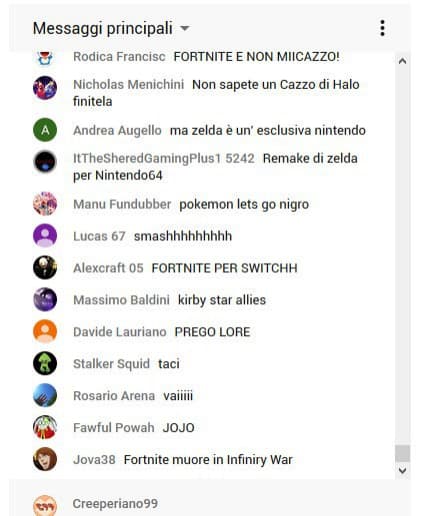 Messaggi principali
Rodica Francisc FORTNITE E NON MIICAZZO!
Nicholas Menichini Non sapete un Cazzo di Halo
finitela
A Andrea Augello ma zelda è un' esclusiva nintendo
ItTheSheredGamingPlus1 5242 Remake di zelda
per Nintendo64
Manu Fundubber pokemon lets go nigro
Lucas 67 smashhhhhhhhh
Alexcraft 05 FORTNITE PER SWITCHH
Massimo Baldini kirby star allies
Davide Lauriano PREGO LORE
Stalker Squid taci
Rosario Arena vaiiiii
Fawful Powah JOJO
Jova38 Fortnite muore in Infiniry War
Creeperiano99